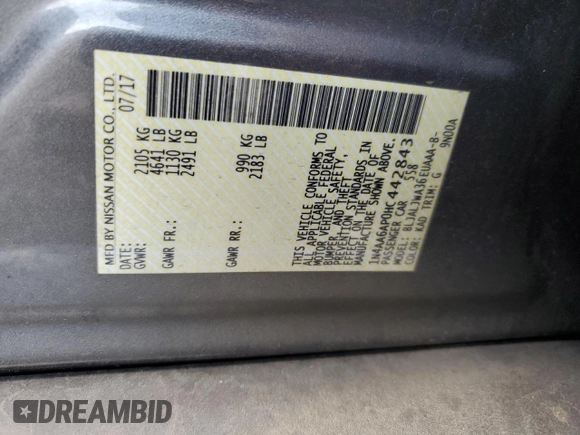 MFD BY NISSAN MOTOR CO., LTD.
DATE: 07/17
GVWR: 2105 KG
4641 LB
GAWR FR.: 1130 KG
2491 LB
GAWR RR.: 990 KG
2183 LB
THIS VEHICLE CONFORMS TO
ALL APPLICABLE FEDERAL
MOTOR VEHICLE SAFETY,
BUMPER, AND THEFT
PREVENTION STANDARDS IN
EFFECT ON THE DATE OF
MANUFACTURE SHOWN ABOVE.
1N4AA6AP0HC442843
PASSENGER CAR 358
MODEL: BLJALJWA36EUAAA-B-
COLOR: KAD TRIM: G 9N00A
DREAMBID